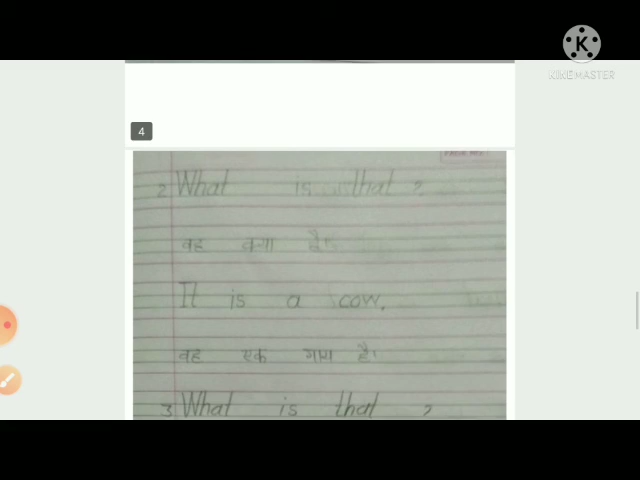 K
KINEMASTER
4
2 What is that ?
वह क्या है।
It is a cow.
वह एक गाय है।
3 What is that ?